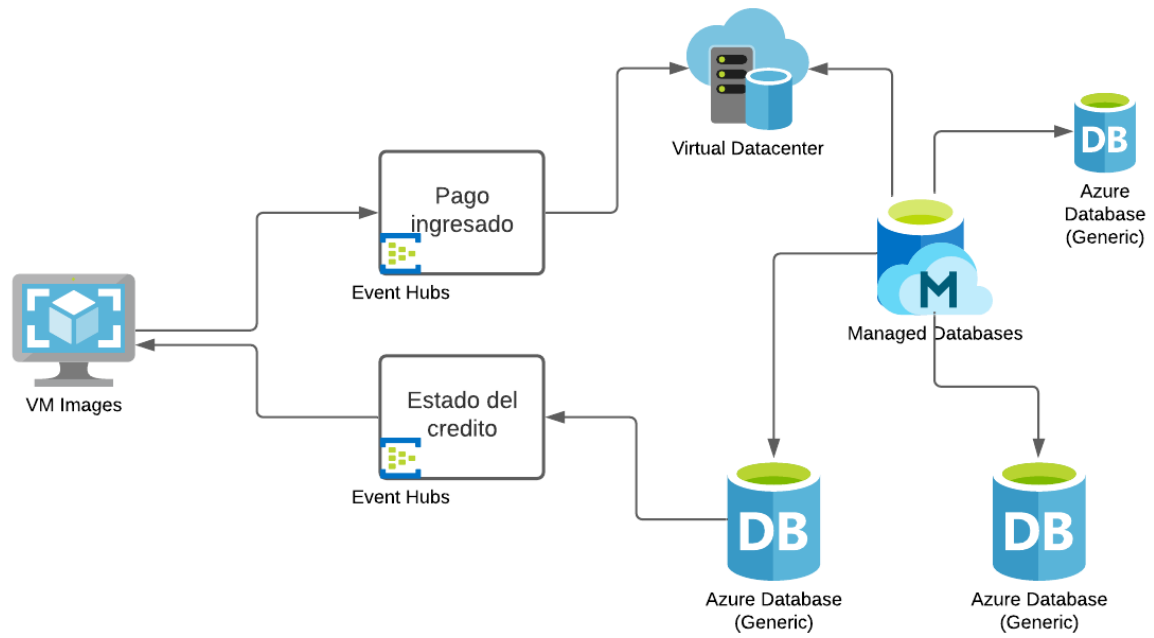 Virtual Datacenter
DB
Azure
Database
(Generic)
Pago
ingresado
Event Hubs
M
Managed Databases
VM Images
Estado del
credito
Event Hubs
DB
Azure Database
(Generic)
DB
Azure Database
(Generic)